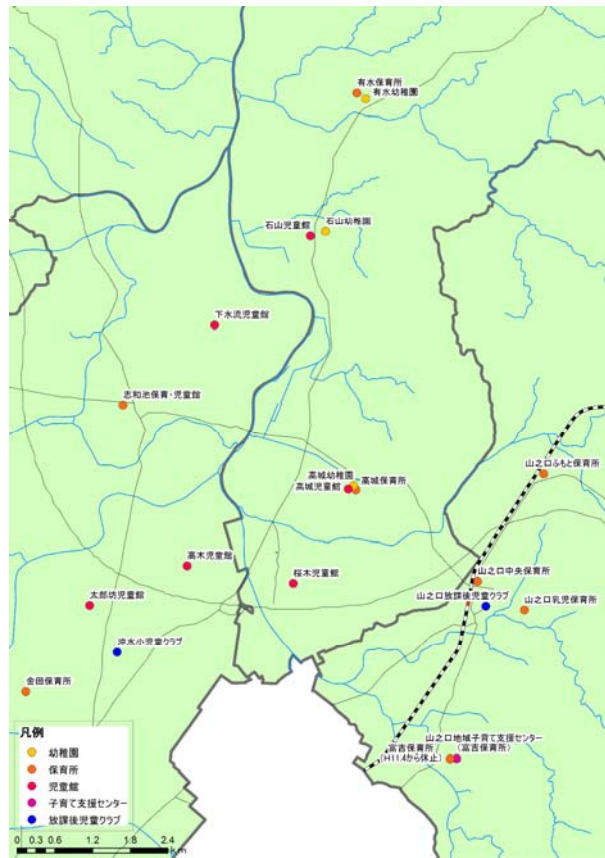 有水保育所
有水幼稚園
石山幼稚園
石山児童館
下水流児童館
志和池保育・児童館
山之口ふもと保育所
高城幼稚園
高城児童館
高城保育所
高木児童館
桜木児童館
山之口中央保育所
山之口放課後児童クラブ
山之口乳児保育所
太郎坊児童館
沖水小児童クラブ
金田保育所
山之口地域子育て支援センター
(富吉保育所)
富吉保育所
(H11.4から休止)
凡例
幼稚園
保育所
児童館
子育て支援センター
放課後児童クラブ
0 0.3 0.6 1.2 1.8 2.4
km